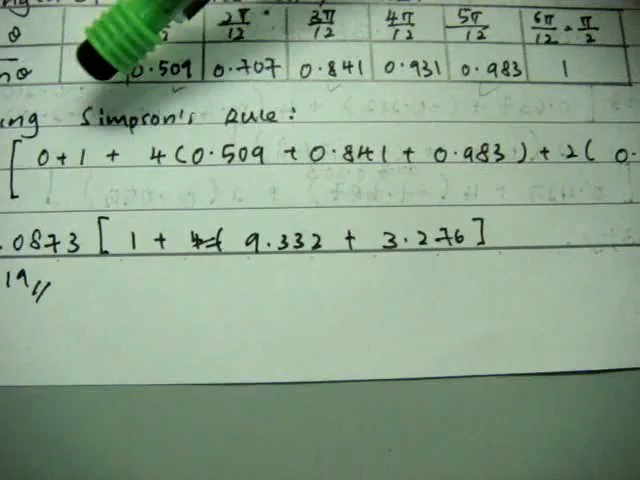 θ 2π/12 3π/12 4π/12 5π/12 6π/12 = π/2
θ 0.509 0.707 0.841 0.931 0.983 1
Simpson's Rule:
[ 0 + 1 + 4(0.509 + 0.841 + 0.983) + 2( 0.
.0873 [ 1 + 9.332 + 3.276 ]
19//